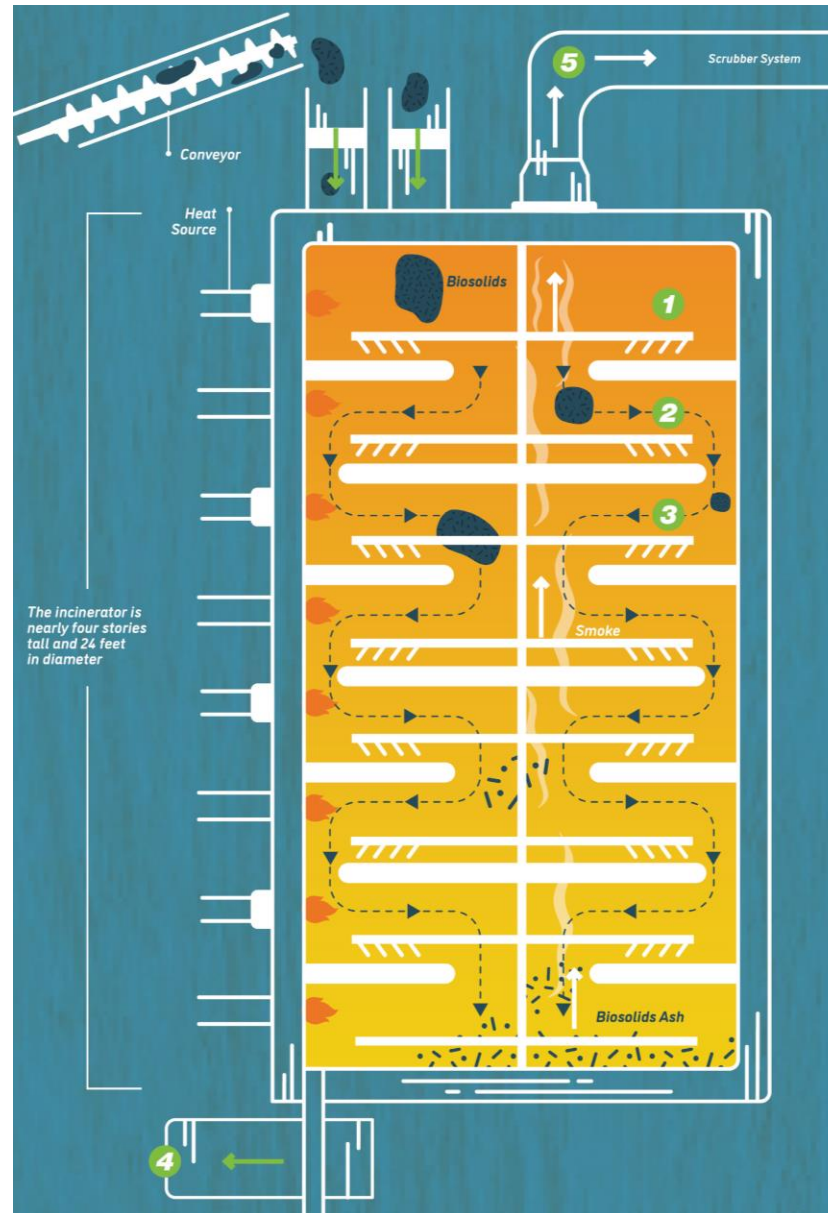 5
Scrubber System
Conveyor
Heat
Source
Biosolids
1
2
3
The incinerator is
nearly four stories
tall and 24 feet
in diameter
Smoke
Biosolids Ash
4